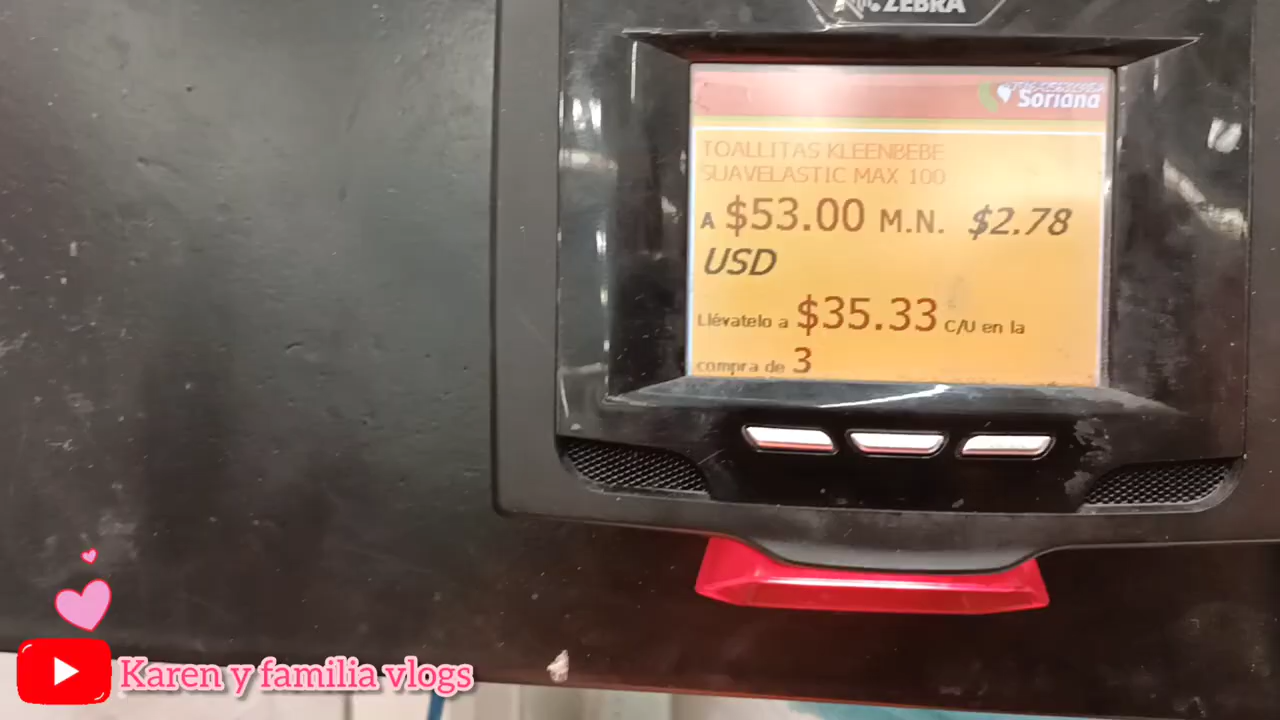 ZEBRA
Soriana
TOALLITAS KLEENBEBE
SUAVELASTIC MAX 100
A $53.00 M.N. $2.78
USD
Llévatelo a $35.33 C/U en la
compra de 3
Karen y familia vlogs